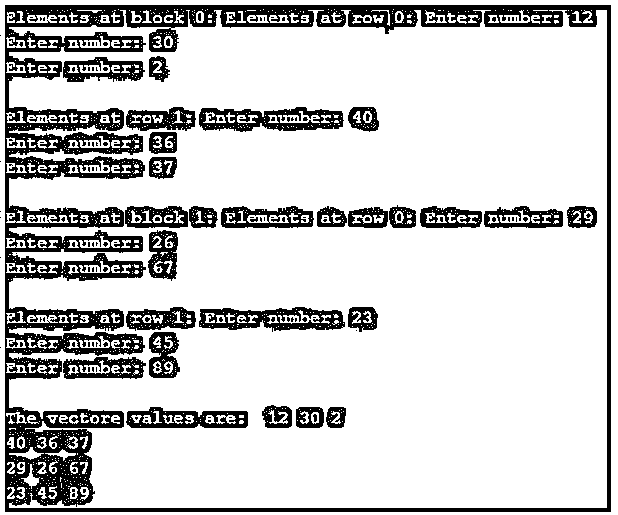 Elements at block 0: Elements at row 0: Enter number: 12
Enter number: 30
Enter number: 2
Elements at row 1: Enter number: 40
Enter number: 36
Enter number: 37
Elements at block 1: Elements at row 0: Enter number: 29
Enter number: 26
Enter number: 67
Elements at row 1: Enter number: 23
Enter number: 45
Enter number: 89
The vectore values are: 12 30 2
40 36 37
29 26 67
23 45 89